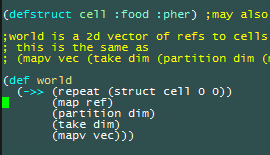 (defstruct cell :food :pher) ;may also
;world is a 2d vector of refs to cells
; this is the same as
; (mapv vec (take dim (partition dim (
(def world
(->> (repeat (struct cell 0 0))
(map ref)
(partition dim)
(take dim)
(mapv vec)))